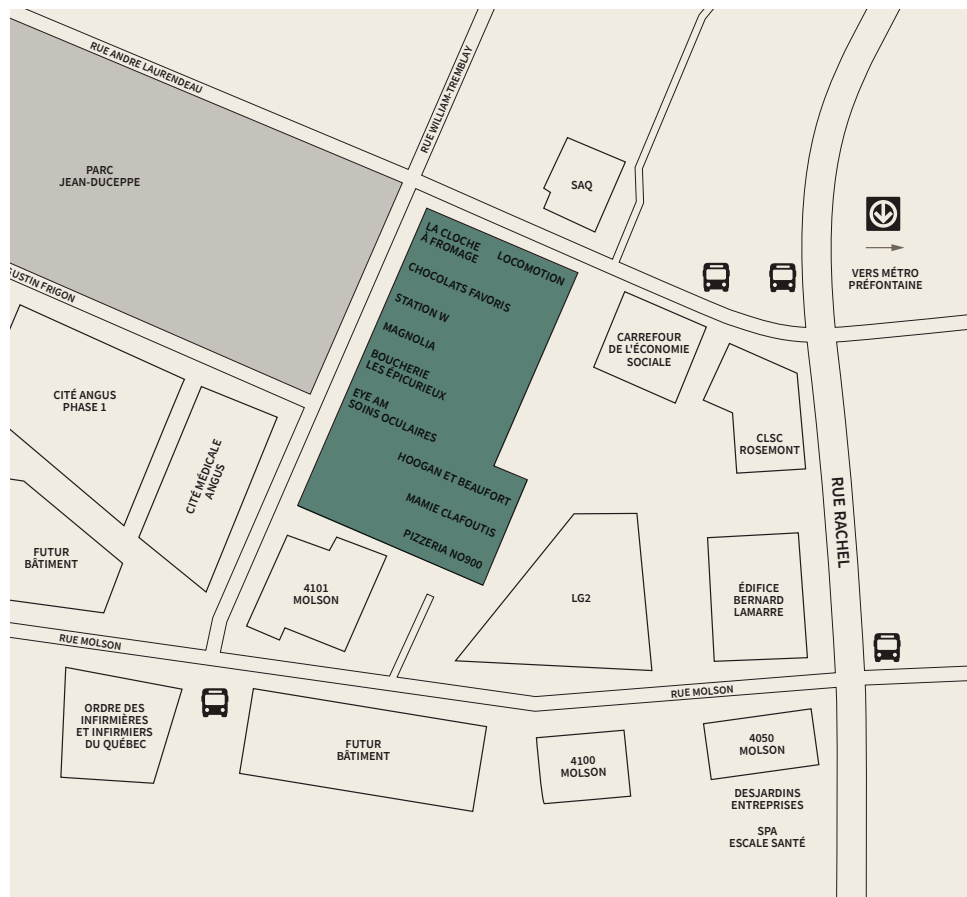 RUE ANDRE LAURENDEAU
RUE WILLIAM-TREMBLAY
PARC
JEAN-DUCEPPE
SAQ
LA CLOCHE
À FROMAGE
LOCOMOTION
CHOCOLATS FAVORIS
STATION W
MAGNOLIA
BOUCHERIE
LES ÉPICURIEUX
EYE AM
SOINS OCULAIRES
HOOGAN ET BEAUFORT
MAMIE CLAFOUTIS
PIZZERIA NO900
VERS MÉTRO
PRÉFONTAINE
USTIN FRIGON
CARREFOUR
DE L'ÉCONOMIE
SOCIALE
CITÉ ANGUS
PHASE 1
CITÉ MÉDICALE
ANGUS
CLSC
ROSEMONT
RUE RACHEL
FUTUR
BÂTIMENT
4101
MOLSON
LG2
ÉDIFICE
BERNARD
LAMARRE
RUE MOLSON
RUE MOLSON
ORDRE DES
INFIRMIÈRES
ET INFIRMIERS
DU QUÉBEC
FUTUR
BÂTIMENT
4100
MOLSON
4050
MOLSON
DESJARDINS
ENTREPRISES
SPA
ESCALE SANTÉ